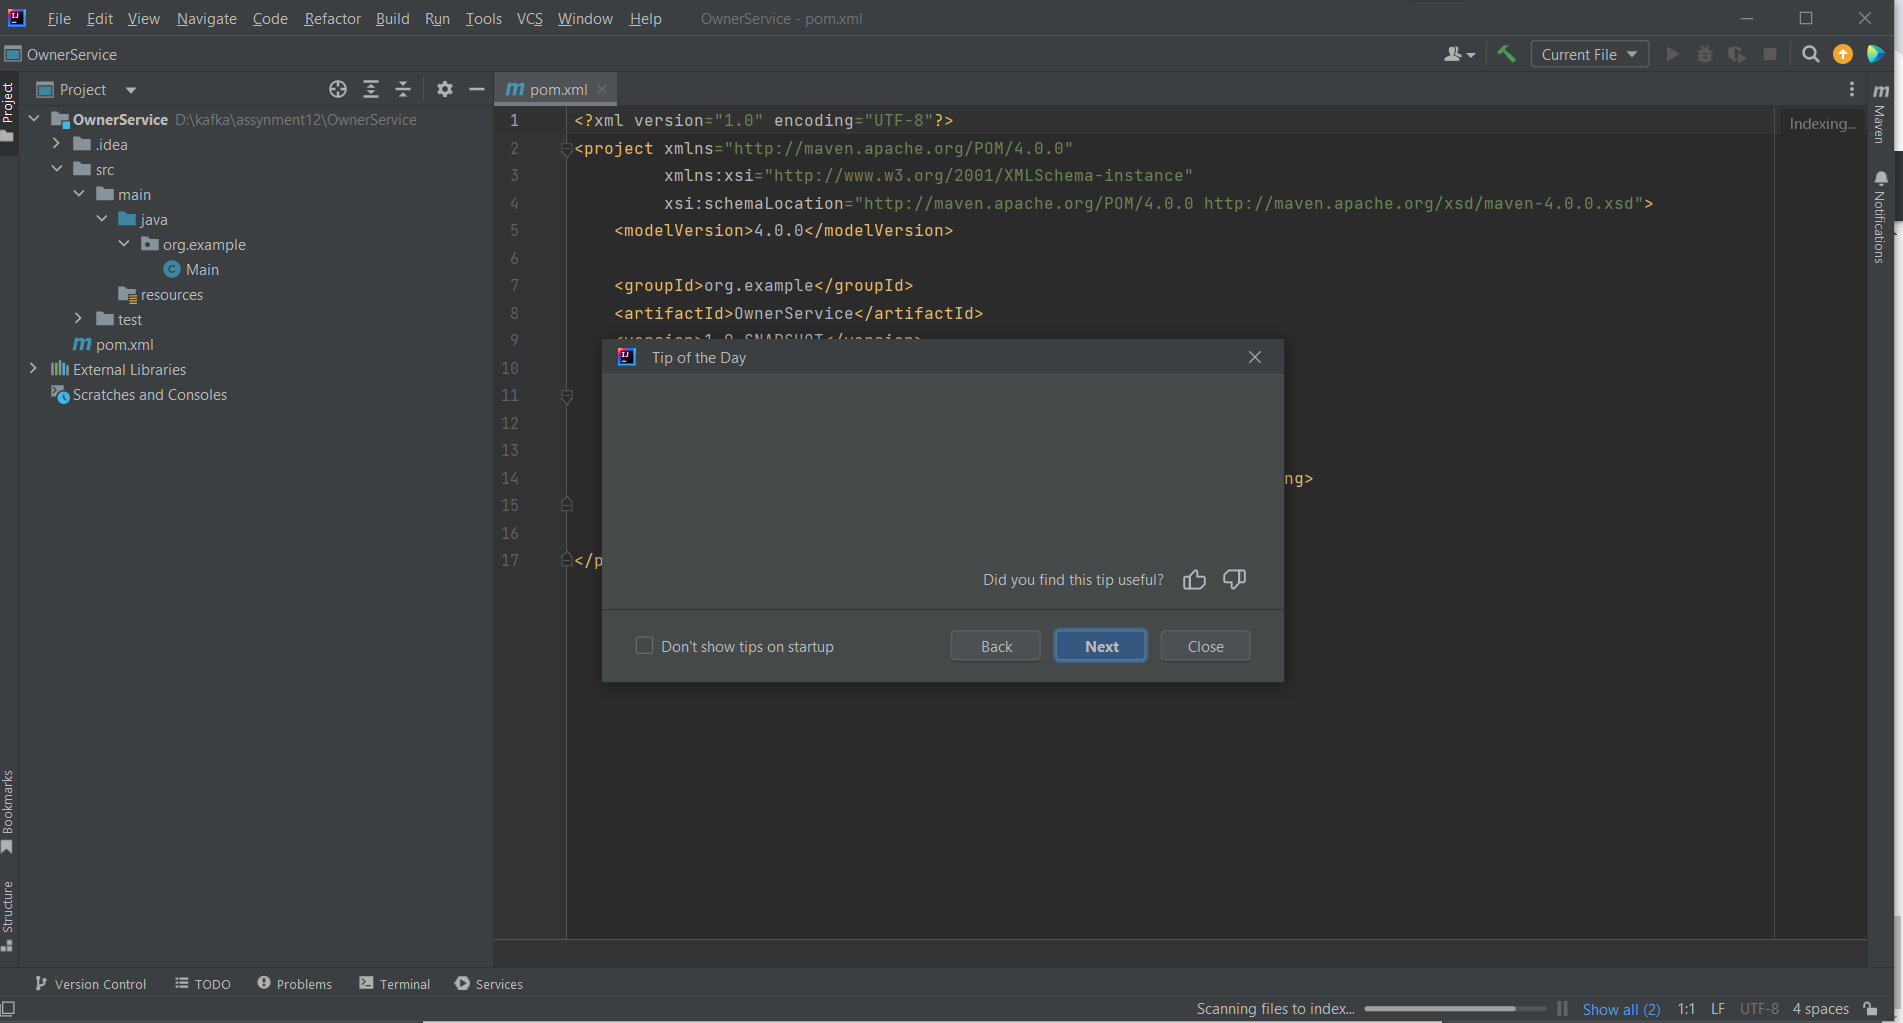 File Edit View Navigate Code Refactor Build Run Tools VCS Window Help OwnerService - pom.xml
OwnerService
Current File
Project
Project
pom.xml
OwnerService D:\kafka\assynment12\OwnerService
.idea
src
main
java
org.example
Main
resources
test
pom.xml
External Libraries
Scratches and Consoles
1 <?xml version="1.0" encoding="UTF-8"?>
2 <project xmlns="http://maven.apache.org/POM/4.0.0"
3 xmlns:xsi="http://www.w3.org/2001/XMLSchema-instance"
4 xsi:schemaLocation="http://maven.apache.org/POM/4.0.0 http://maven.apache.org/xsd/maven-4.0.0.xsd">
5 <modelVersion>4.0.0</modelVersion>
6
7 <groupId>org.example</groupId>
8 <artifactId>OwnerService</artifactId>
9 <version>1.0-SNAPSHOT</version>
10
11
12
13
14 ng>
15
16
17 </p
Indexing...
Maven
Notifications
Tip of the Day
Did you find this tip useful?
Don't show tips on startup
Back Next Close
Bookmarks
Structure
Version Control TODO Problems Terminal Services
Scanning files to index... Show all (2) 1:1 LF UTF-8 4 spaces